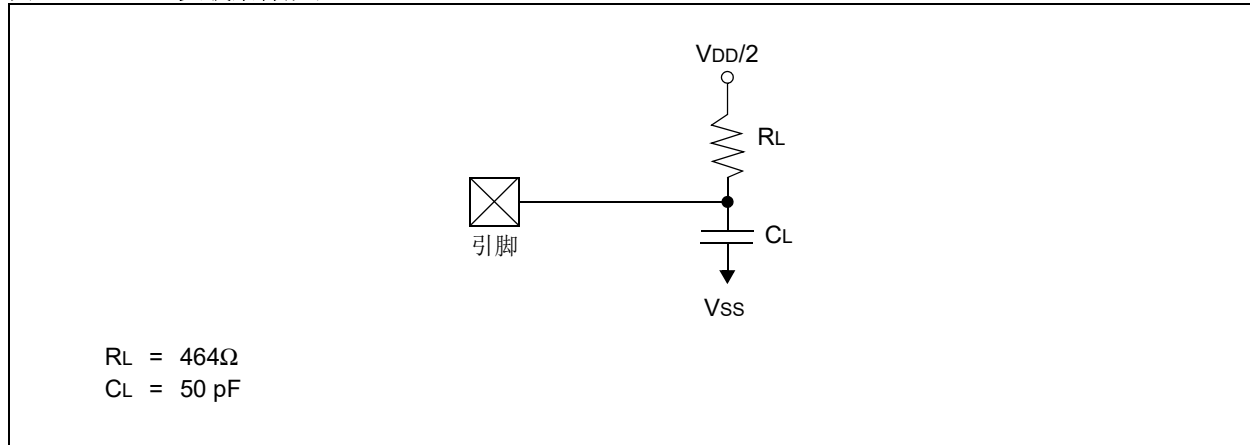 VDD/2
RL
引脚
CL
VSS
RL = 464Ω
CL = 50 pF